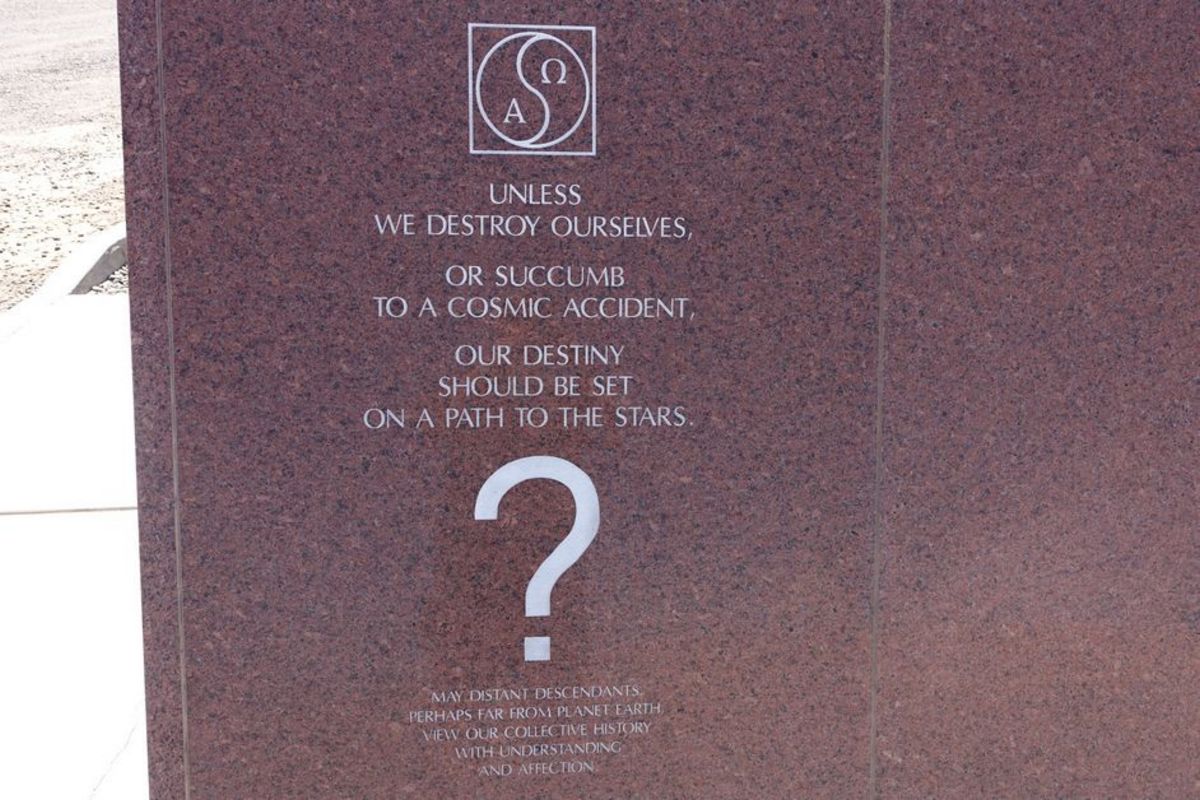 Α Ω
UNLESS
WE DESTROY OURSELVES,
OR SUCCUMB
TO A COSMIC ACCIDENT,
OUR DESTINY
SHOULD BE SET
ON A PATH TO THE STARS.
?
MAY DISTANT DESCENDANTS,
PERHAPS FAR FROM PLANET EARTH,
VIEW OUR COLLECTIVE HISTORY
WITH UNDERSTANDING
AND AFFECTION.